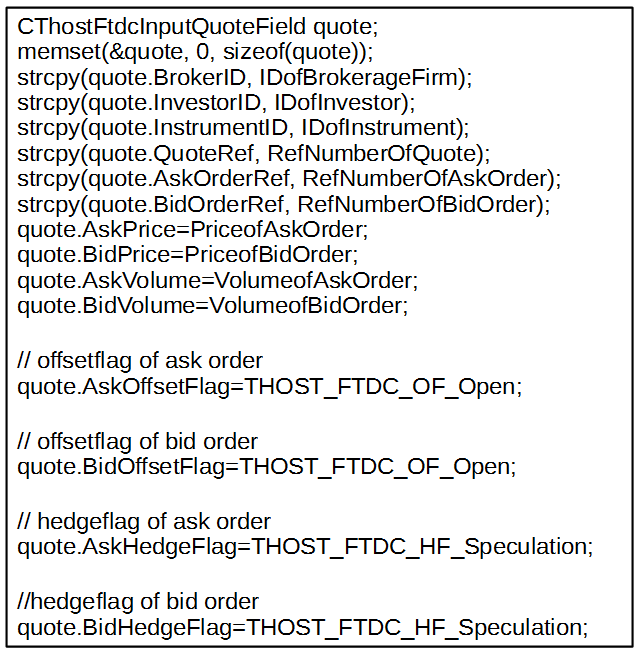 CThostFtdcInputQuoteField quote;
memset(&quote, 0, sizeof(quote));
strcpy(quote.BrokerID, IDofBrokerageFirm);
strcpy(quote.InvestorID, IDofInvestor);
strcpy(quote.InstrumentID, IDofInstrument);
strcpy(quote.QuoteRef, RefNumberOfQuote);
strcpy(quote.AskOrderRef, RefNumberOfAskOrder);
strcpy(quote.BidOrderRef, RefNumberOfBidOrder);
quote.AskPrice=PriceofAskOrder;
quote.BidPrice=PriceofBidOrder;
quote.AskVolume=VolumeofAskOrder;
quote.BidVolume=VolumeofBidOrder;
// offsetflag of ask order
quote.AskOffsetFlag=THOST_FTDC_OF_Open;
// offsetflag of bid order
quote.BidOffsetFlag=THOST_FTDC_OF_Open;
// hedgeflag of ask order
quote.AskHedgeFlag=THOST_FTDC_HF_Speculation;
//hedgeflag of bid order
quote.BidHedgeFlag=THOST_FTDC_HF_Speculation;